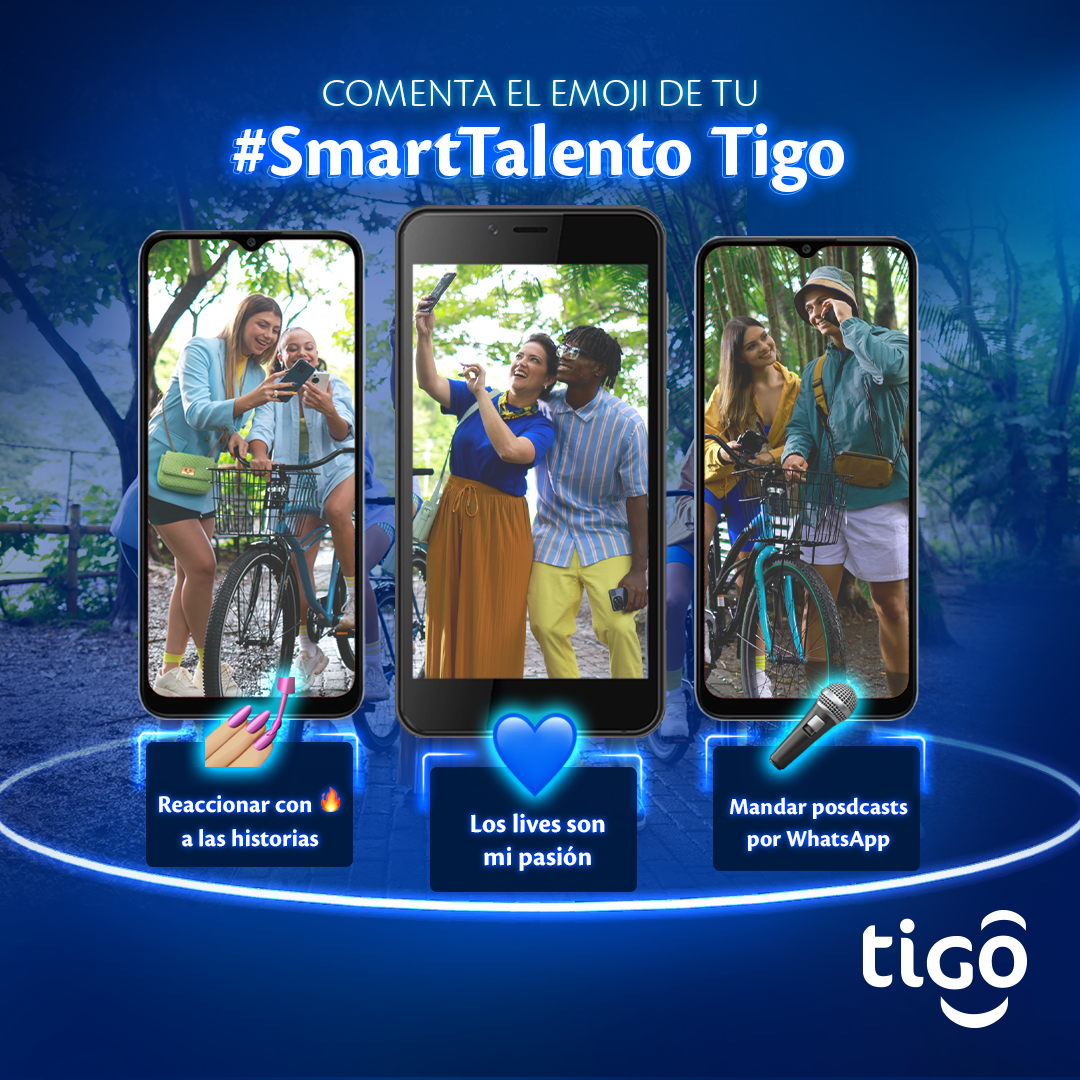 COMENTA EL EMOJI DE TU
#SmartTalento Tigo
Reaccionar con 🔥
a las historias
Los lives son
mi pasión
Mandar posdcasts
por WhatsApp
tigo